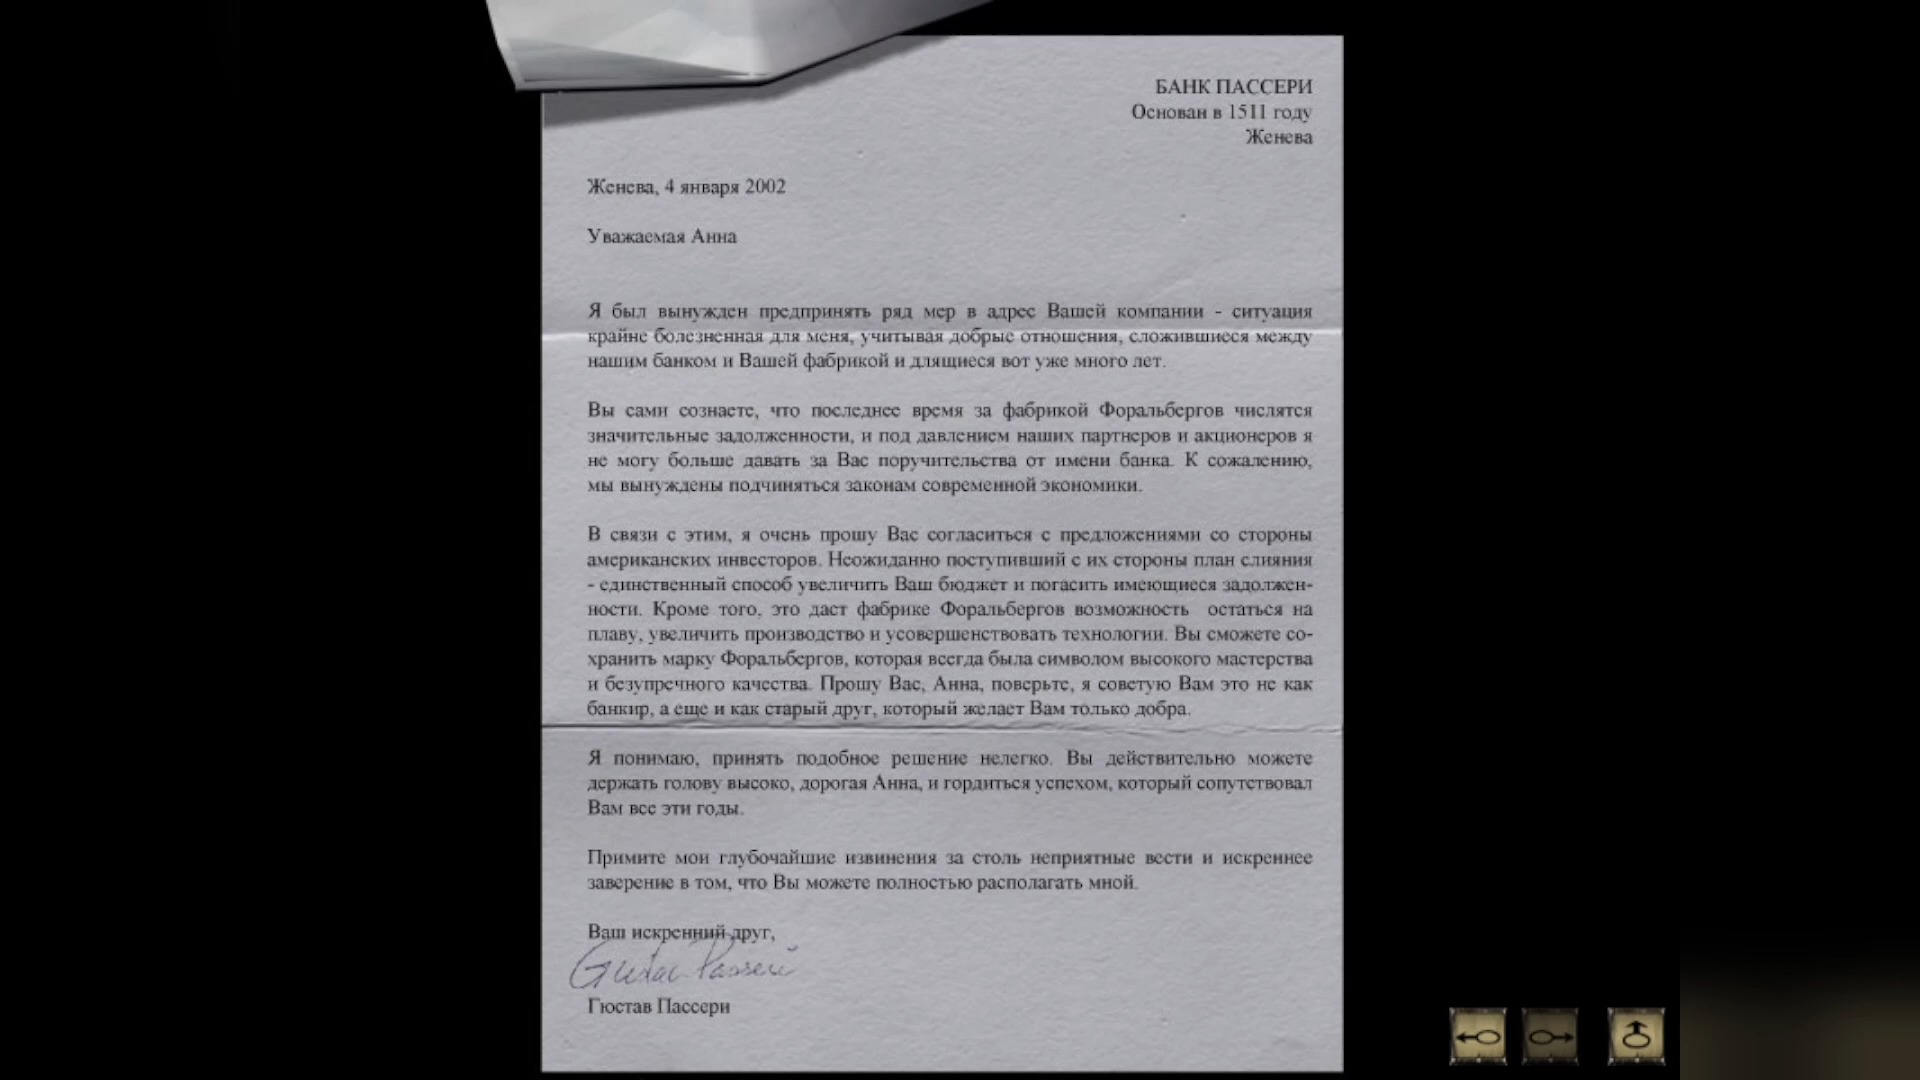 БАНК ПАССЕРИ
Основан в 1511 году
Женева
Женева, 4 января 2002
Уважаемая Анна
Я был вынужден предпринять ряд мер в адрес Вашей компании - ситуация
крайне болезненная для меня, учитывая добрые отношения, сложившиеся между
нашим банком и Вашей фабрикой и длящиеся вот уже много лет.
Вы сами сознаете, что последнее время за фабрикой Форальбергов числятся
значительные задолженности, и под давлением наших партнеров и акционеров я
не могу больше давать за Вас поручительства от имени банка. К сожалению,
мы вынуждены подчиняться законам современной экономики.
В связи с этим, я очень прошу Вас согласиться с предложениями со стороны
американских инвесторов. Неожиданно поступивший с их стороны план слияния
- единственный способ увеличить Ваш бюджет и погасить имеющиеся задолжен-
ности. Кроме того, это даст фабрике Форальбергов возможность остаться на
плаву, увеличить производство и усовершенствовать технологии. Вы сможете со-
хранить марку Форальбергов, которая всегда была символом высокого мастерства
и безупречного качества. Прошу Вас, Анна, поверьте, я советую Вам это не как
банкир, а еще и как старый друг, который желает Вам только добра.
Я понимаю, принять подобное решение нелегко. Вы действительно можете
держать голову высоко, дорогая Анна, и гордиться успехом, который сопутствовал
Вам все эти годы.
Примите мои глубочайшие извинения за столь неприятные вести и искреннее
заверение в том, что Вы можете полностью располагать мной.
Ваш искренний друг,
Gustav Passeri
Гюстав Пассери